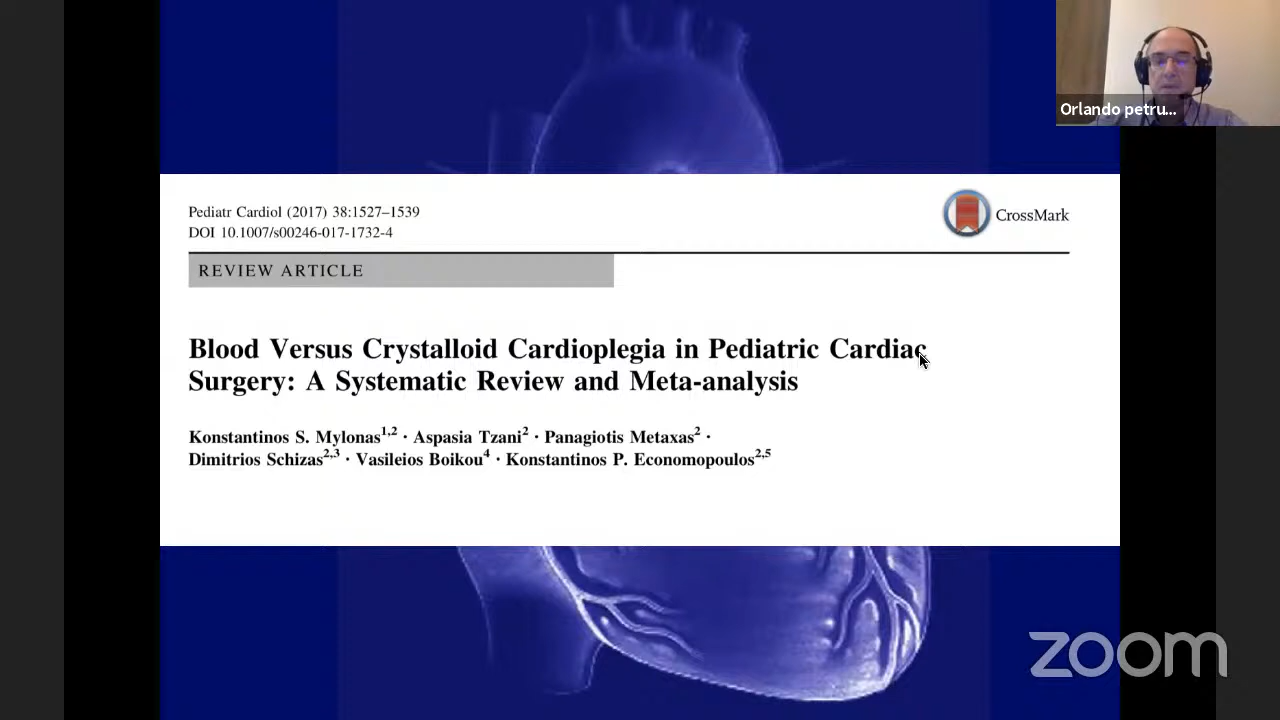 Orlando petru...
Pediatr Cardiol (2017) 38:1527–1539
DOI 10.1007/s00246-017-1732-4
CrossMark
REVIEW ARTICLE
Blood Versus Crystalloid Cardioplegia in Pediatric Cardiac
Surgery: A Systematic Review and Meta-analysis
Konstantinos S. Mylonas1,2 · Aspasia Tzani2 · Panagiotis Metaxas2 ·
Dimitrios Schizas2,3 · Vasileios Boikou4 · Konstantinos P. Economopoulos2,5
zoom